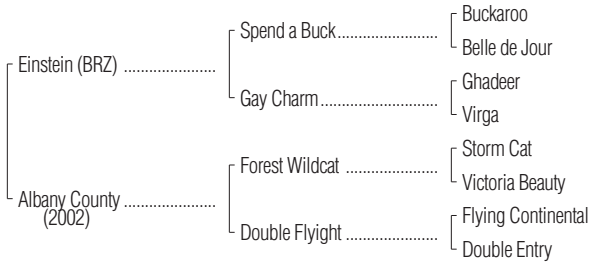 Buckaroo
Spend a Buck..........................
Belle de Jour
Einstein (BRZ) .......................
Ghadeer
Gay Charm..............................
Virga
Storm Cat
Forest Wildcat .......................
Victoria Beauty
Albany County.......................
(2002)
Flying Continental
Double Flyight .......................
Double Entry